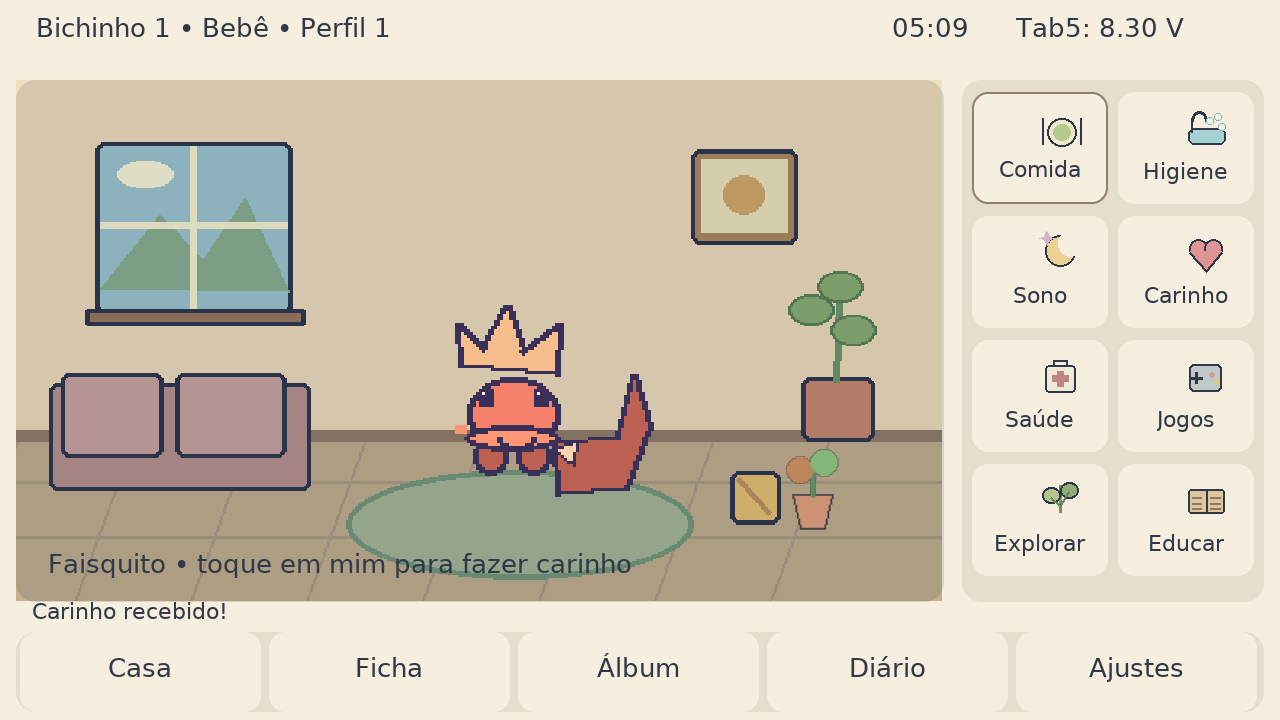 Bichinho 1 • Bebê • Perfil 1
05:09
Tab5: 8.30 V
Comida
Higiene
Sono
Carinho
Saúde
Jogos
Explorar
Educar
Faisquito • toque em mim para fazer carinho
Carinho recebido!
Casa
Ficha
Álbum
Diário
Ajustes